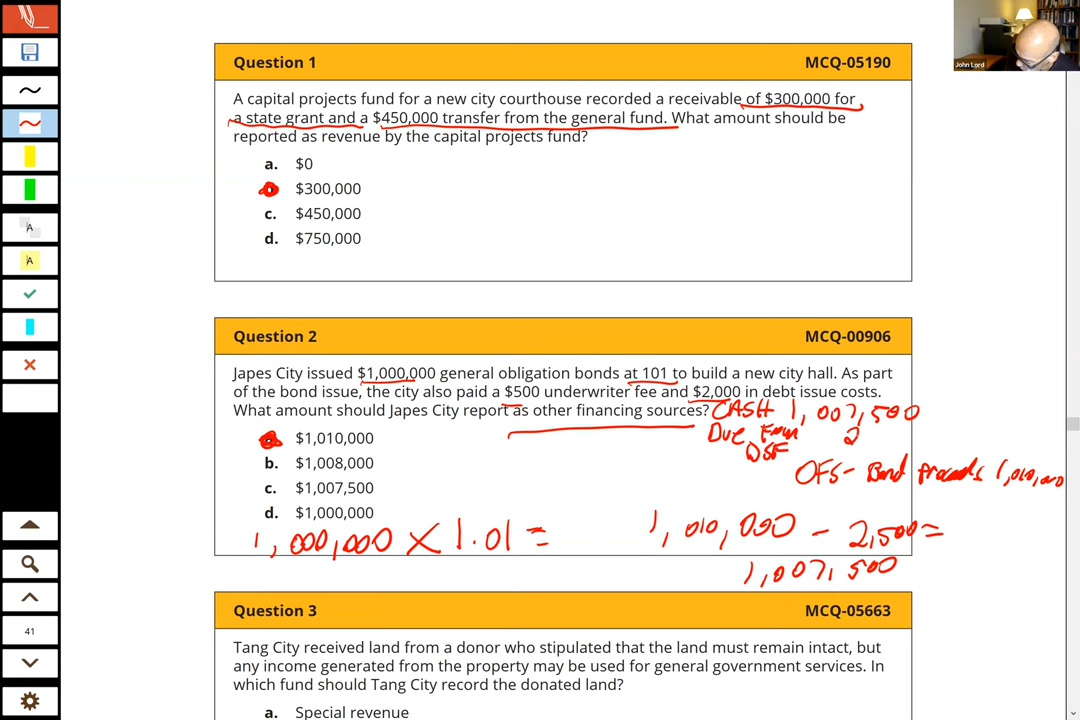 John Lord
Question 1 MCQ-05190
A capital projects fund for a new city courthouse recorded a receivable of $300,000 for
a state grant and a $450,000 transfer from the general fund. What amount should be
reported as revenue by the capital projects fund?
a. $0
$300,000
c. $450,000
d. $750,000
Question 2 MCQ-00906
Japes City issued $1,000,000 general obligation bonds at 101 to build a new city hall. As part
of the bond issue, the city also paid a $500 underwriter fee and $2,000 in debt issue costs.
What amount should Japes City report as other financing sources? CASH 1,007,500
Due From 2
DSF
$1,010,000
b. $1,008,000
OFS- Bond Proceeds 1,010,000
c. $1,007,500
d. $1,000,000
1,000,000 X 1.01 = 1,010,000 - 2,500 =
1,007,500
Question 3 MCQ-05663
Tang City received land from a donor who stipulated that the land must remain intact, but
any income generated from the property may be used for general government services. In
which fund should Tang City record the donated land?
a. Special revenue
A
A
41